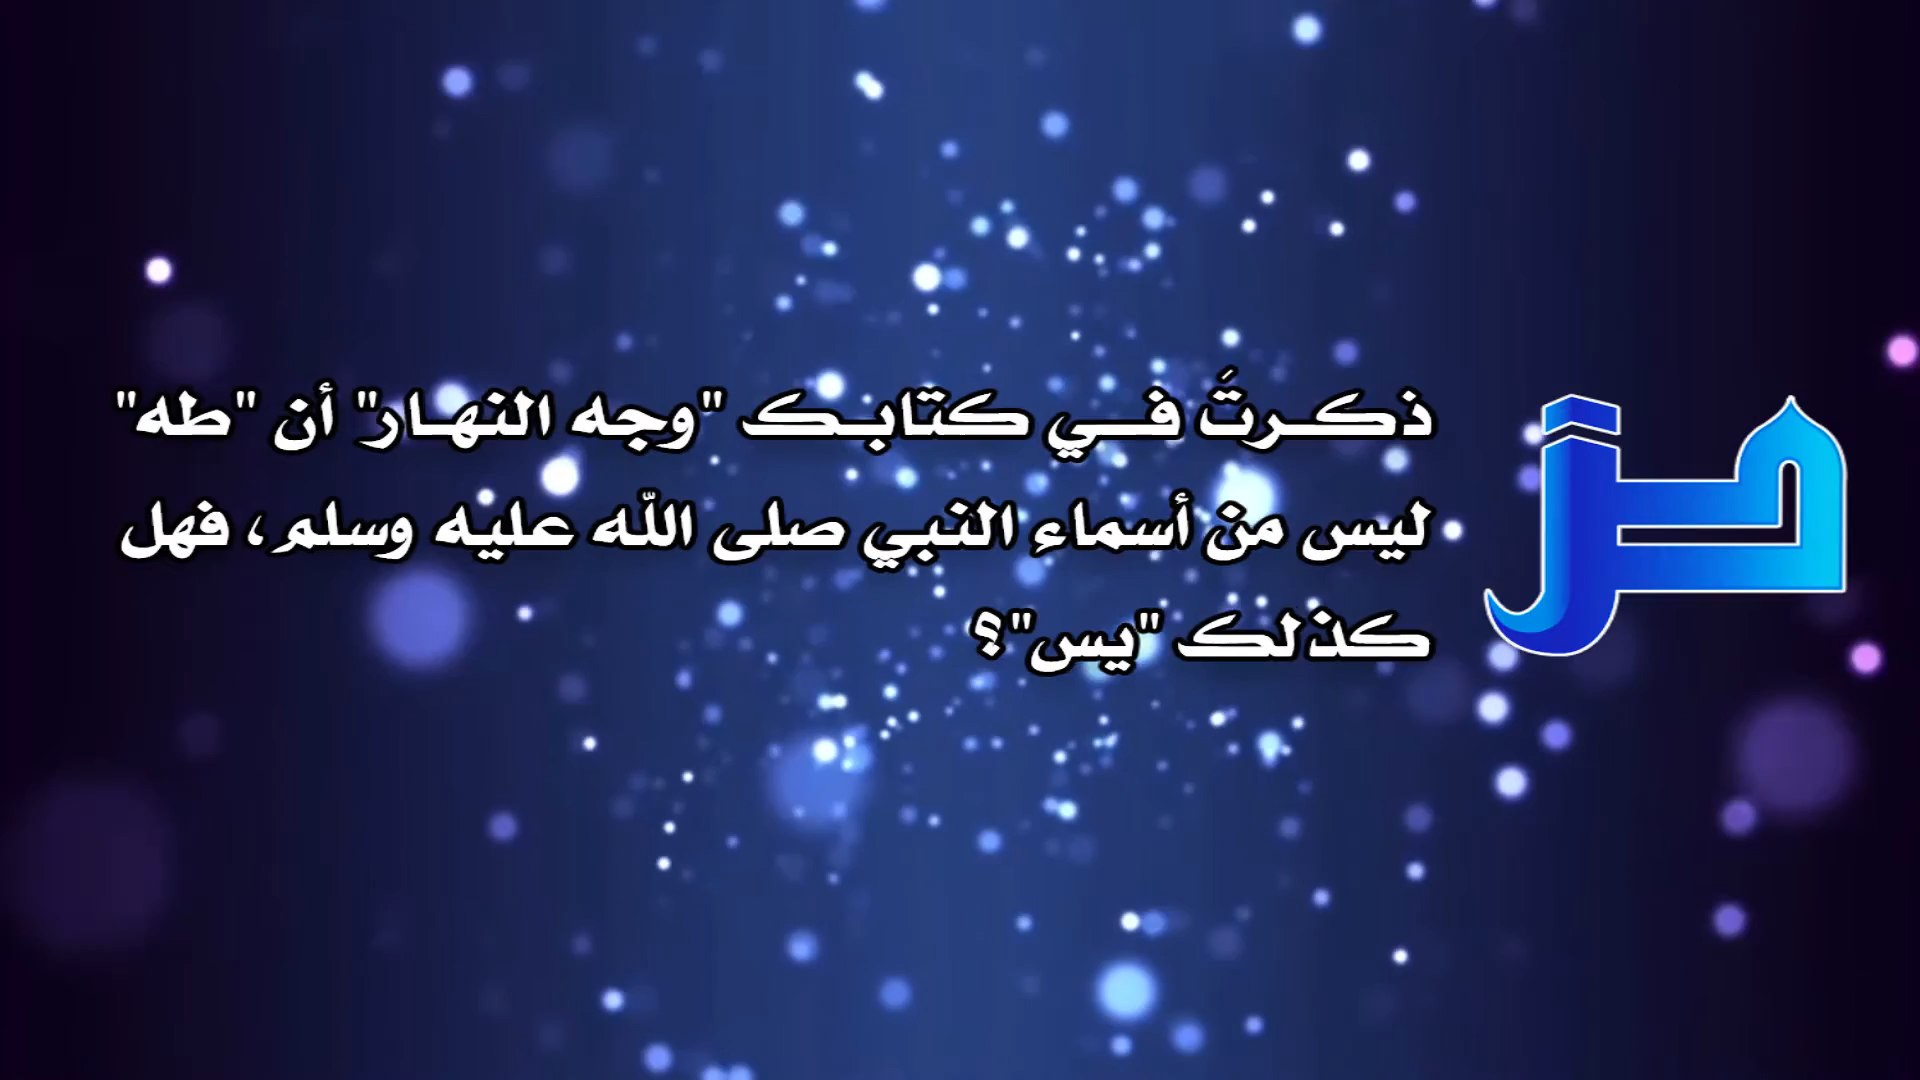 ذكرتَ في كتابك "وجه النهار" أن "طه"
ليس من أسماء النبي صلى الله عليه وسلم، فهل
كذلك "يس"؟